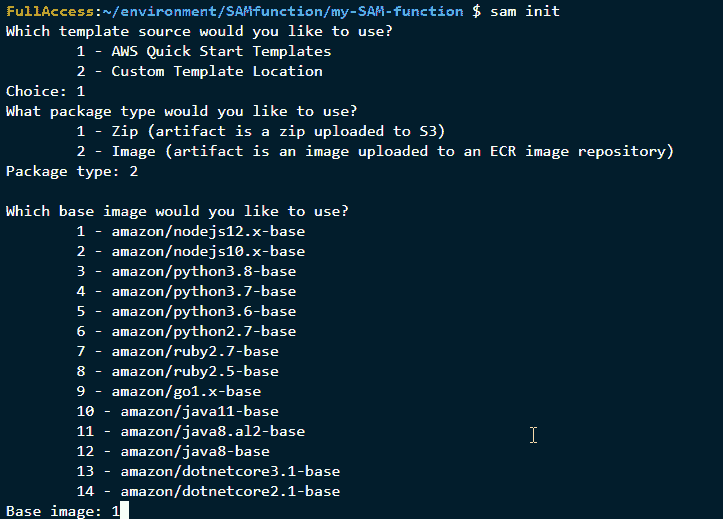 FullAccess:~/environment/SAMfunction/my-SAM-function $ sam init
Which template source would you like to use?
1 - AWS Quick Start Templates
2 - Custom Template Location
Choice: 1
What package type would you like to use?
1 - Zip (artifact is a zip uploaded to S3)
2 - Image (artifact is an image uploaded to an ECR image repository)
Package type: 2
Which base image would you like to use?
1 - amazon/nodejs12.x-base
2 - amazon/nodejs10.x-base
3 - amazon/python3.8-base
4 - amazon/python3.7-base
5 - amazon/python3.6-base
6 - amazon/python2.7-base
7 - amazon/ruby2.7-base
8 - amazon/ruby2.5-base
9 - amazon/go1.x-base
10 - amazon/java11-base
11 - amazon/java8.al2-base
12 - amazon/java8-base
13 - amazon/dotnetcore3.1-base
14 - amazon/dotnetcore2.1-base
Base image: 1